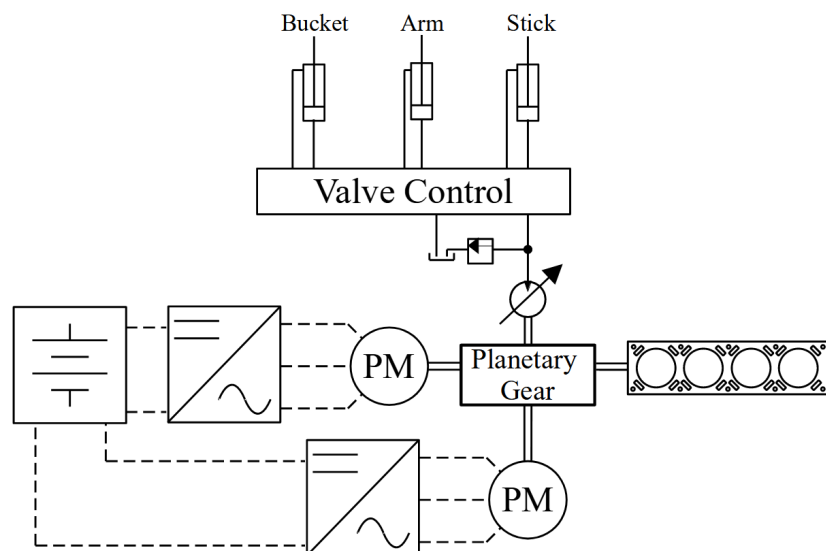 Bucket Arm Stick
Valve Control
PM
Planetary
Gear
PM